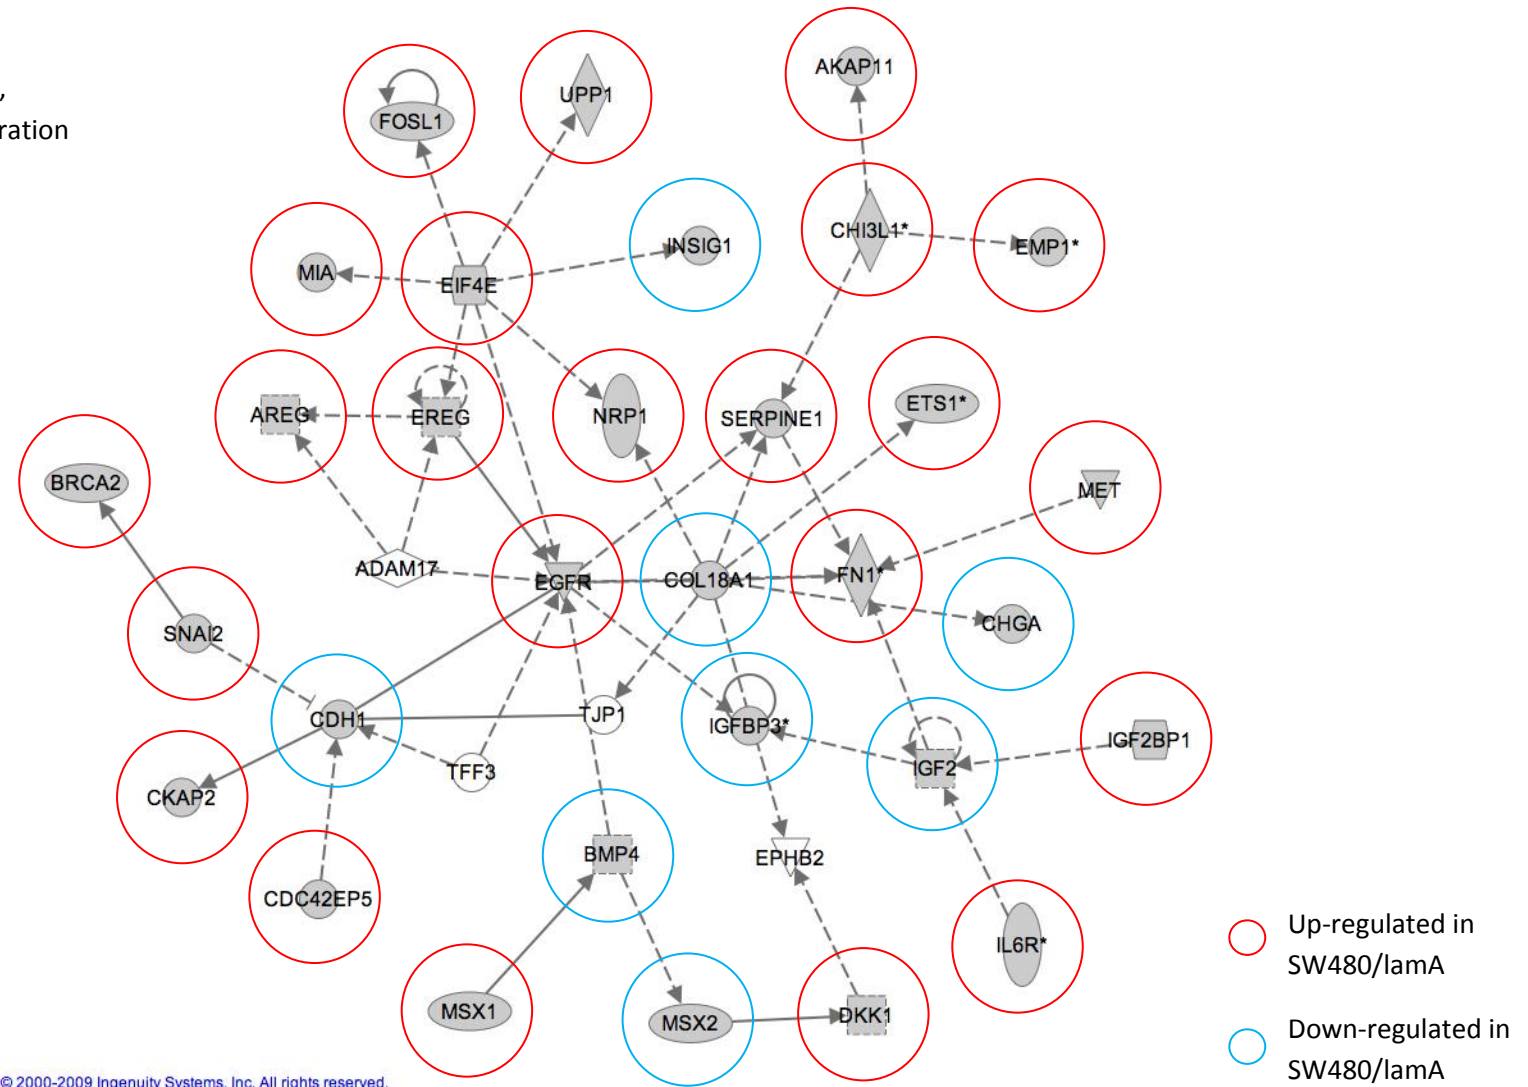 ,
ration
AKAP11
UPP1
FOSL1
CHI3L1*
EMP1*
INSIG1
MIA
EIF4E
AREG
EREG
NRP1
SERPINE1
ETS1*
BRCA2
MET
ADAM17
EGFR
COL18A1
FN1*
CHGA
SNAI2
CDH1
TJP1
IGFBP3*
IGF2BP1
IGF2
TFF3
CKAP2
BMP4
EPHB2
CDC42EP5
IL6R*
MSX1
MSX2
DKK1
Up-regulated in
SW480/lamA
Down-regulated in
SW480/lamA
© 2000-2009 Ingenuity Systems, Inc. All rights reserved.